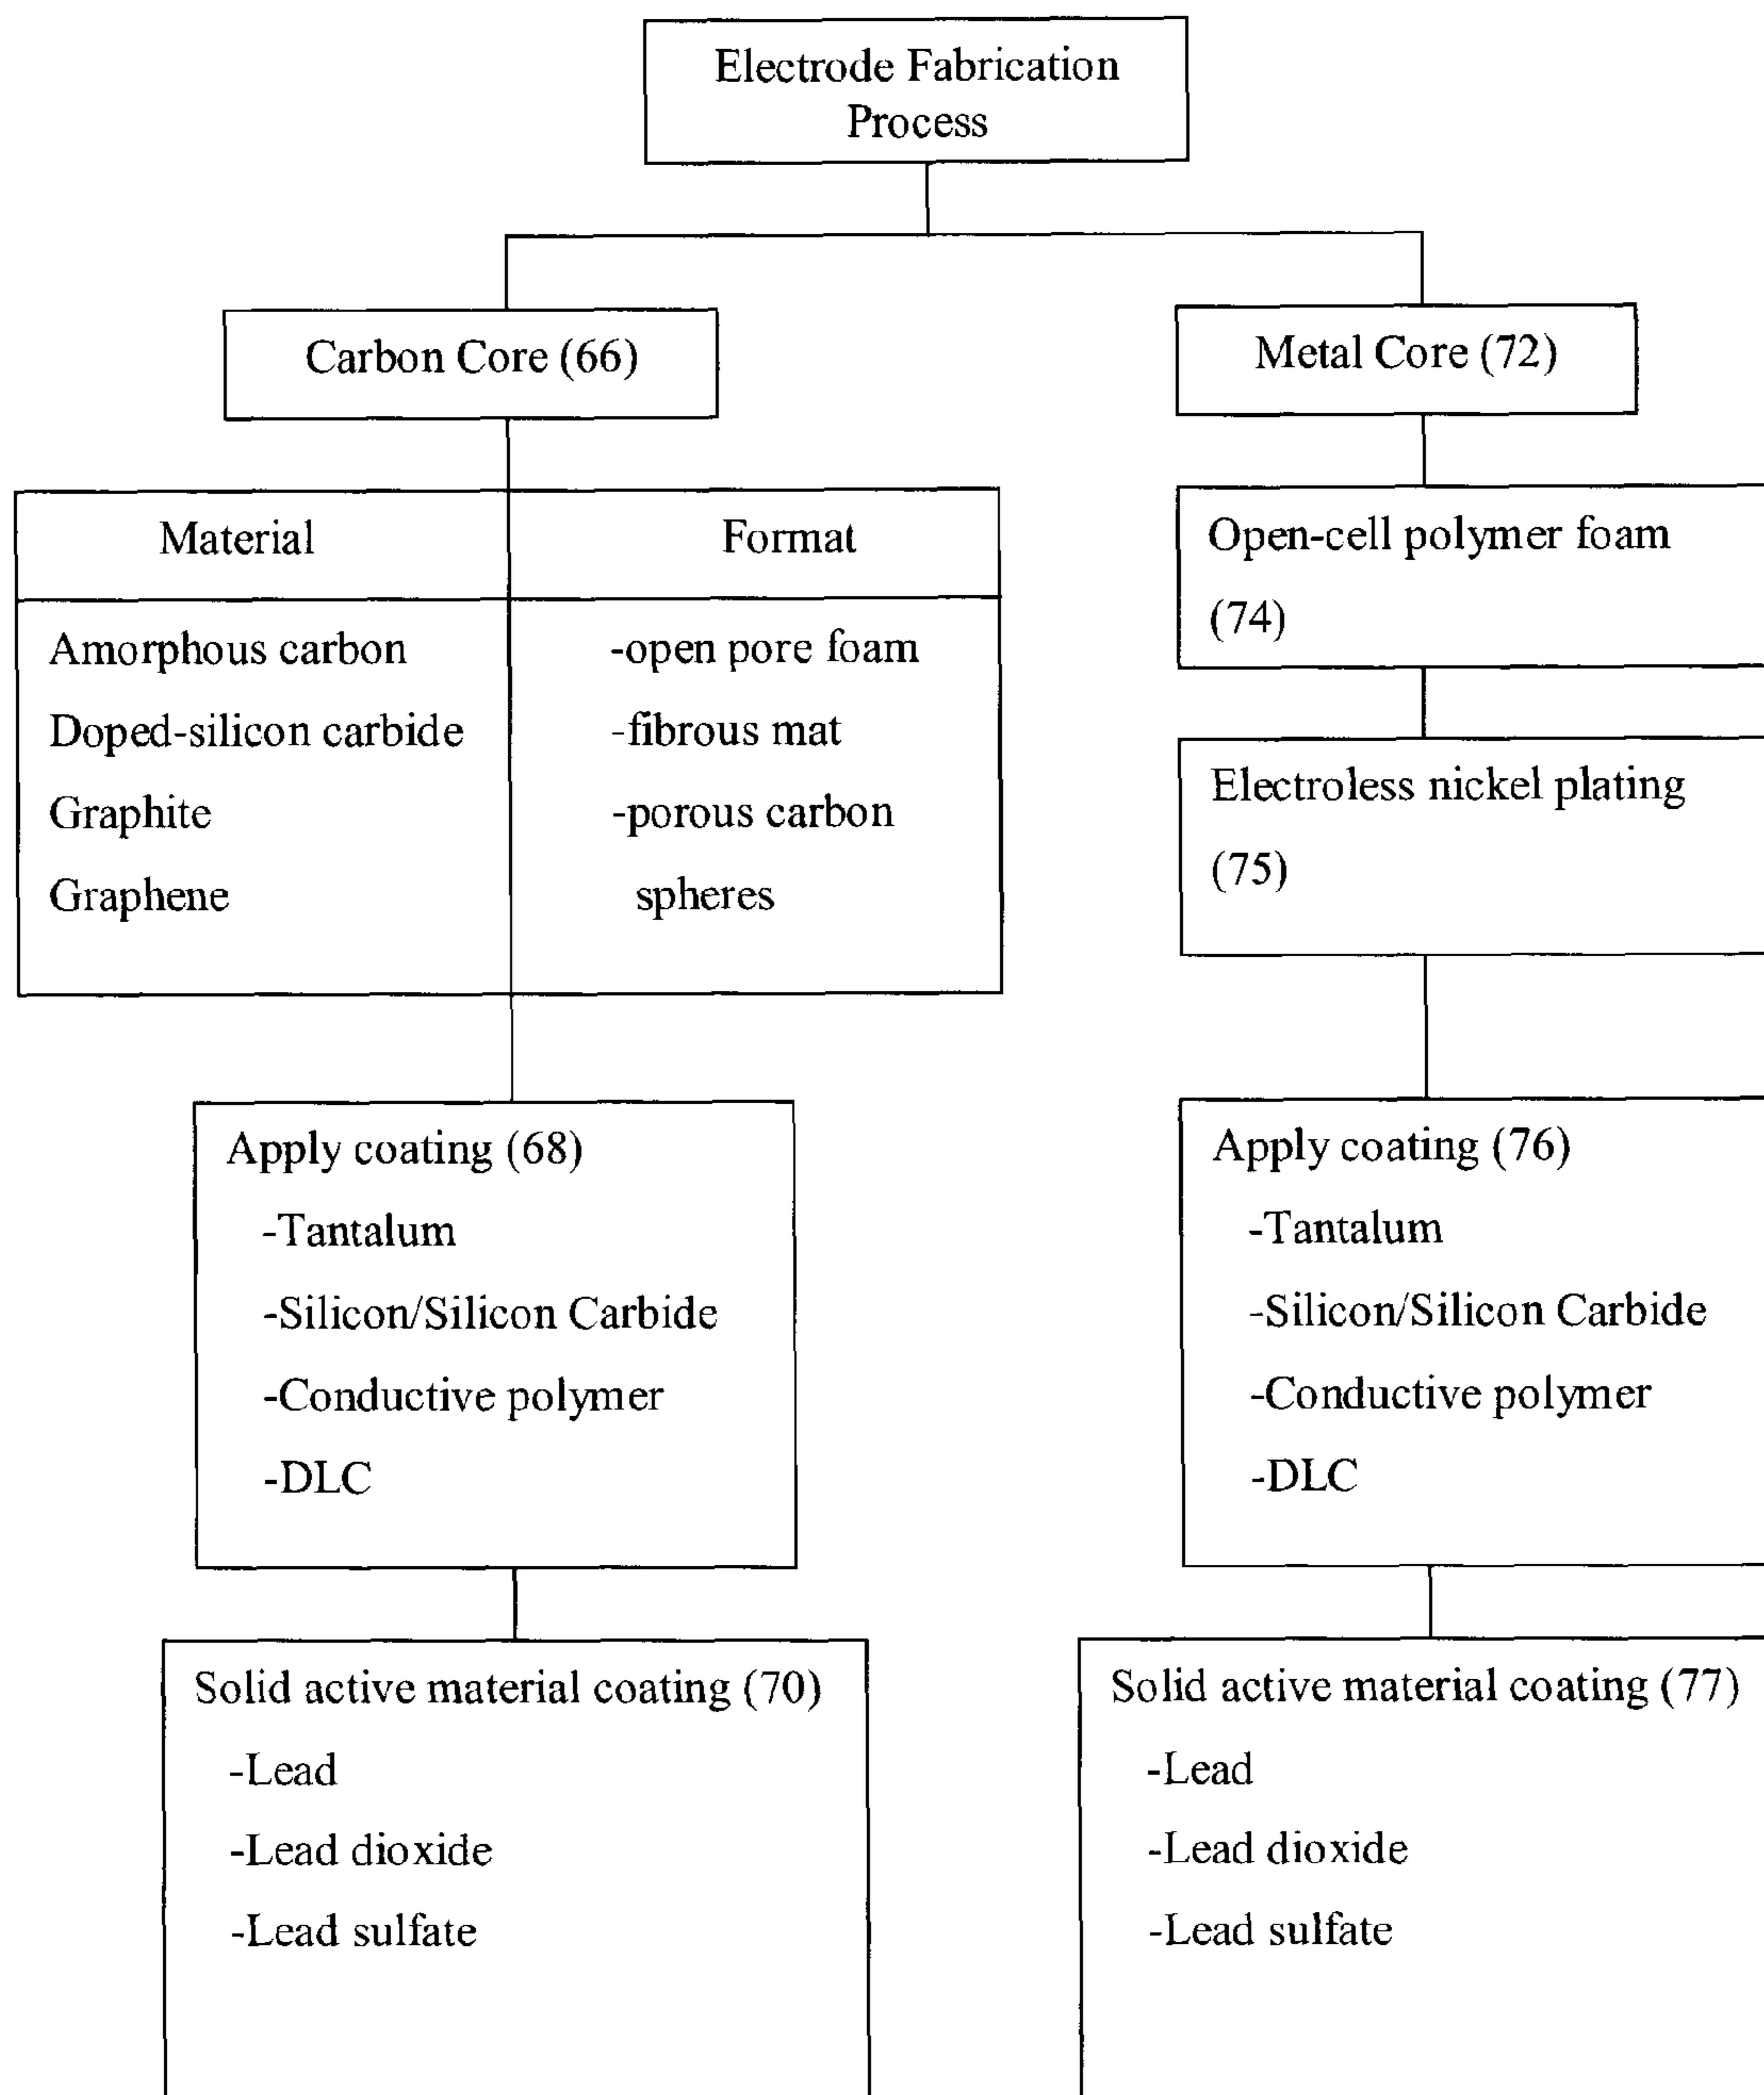 Electrode Fabrication
Process
Carbon Core (66)
Metal Core (72)
Material
Format
Amorphous carbon
Doped-silicon carbide
Graphite
Graphene
-open pore foam
-fibrous mat
-porous carbon
spheres
Open-cell polymer foam
(74)
Electroless nickel plating
(75)
Apply coating (68)
-Tantalum
-Silicon/Silicon Carbide
-Conductive polymer
-DLC
Apply coating (76)
-Tantalum
-Silicon/Silicon Carbide
-Conductive polymer
-DLC
Solid active material coating (70)
-Lead
-Lead dioxide
-Lead sulfate
Solid active material coating (77)
-Lead
-Lead dioxide
-Lead sulfate